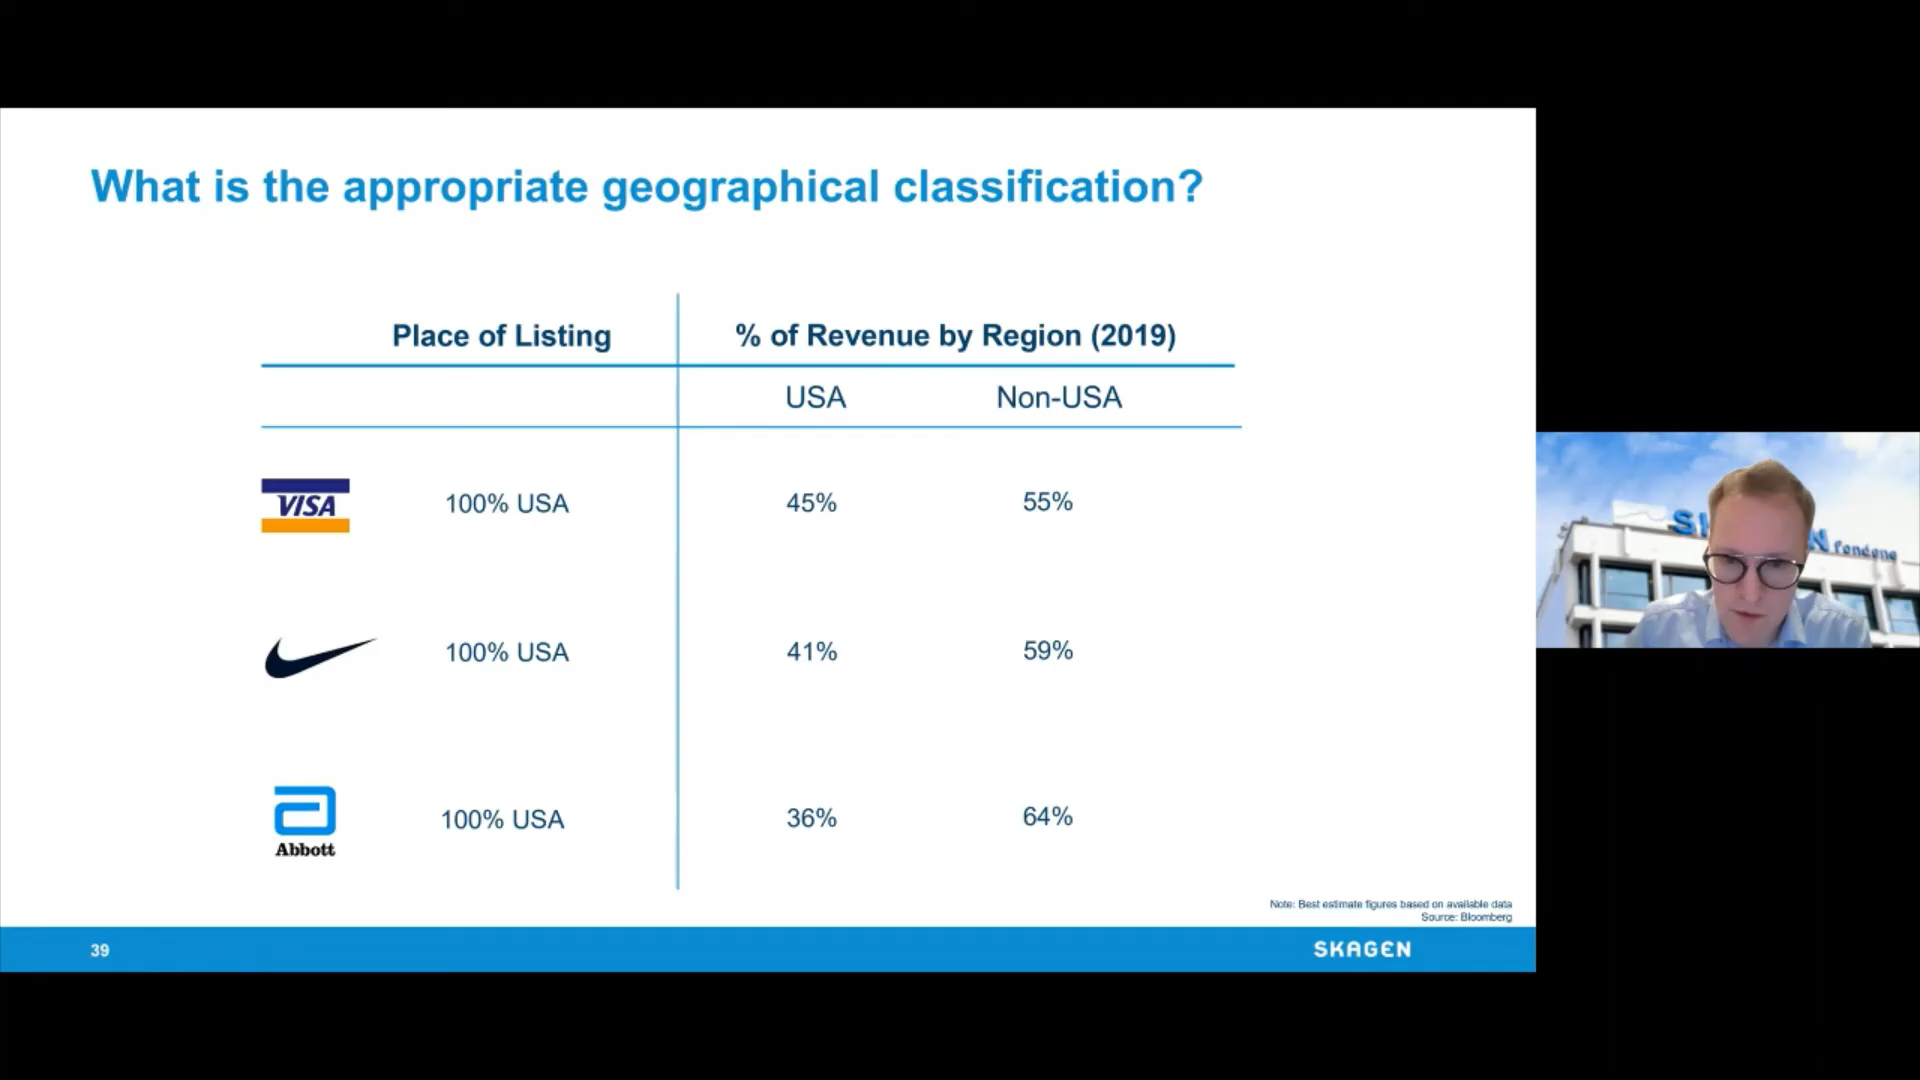 What is the appropriate geographical classification?
Place of Listing
% of Revenue by Region (2019)
USA
Non-USA
VISA
100% USA
45%
55%
100% USA
41%
59%
Abbott
100% USA
36%
64%
Note: Best estimate figures based on available data
Source: Bloomberg
39
SKAGEN
fondene